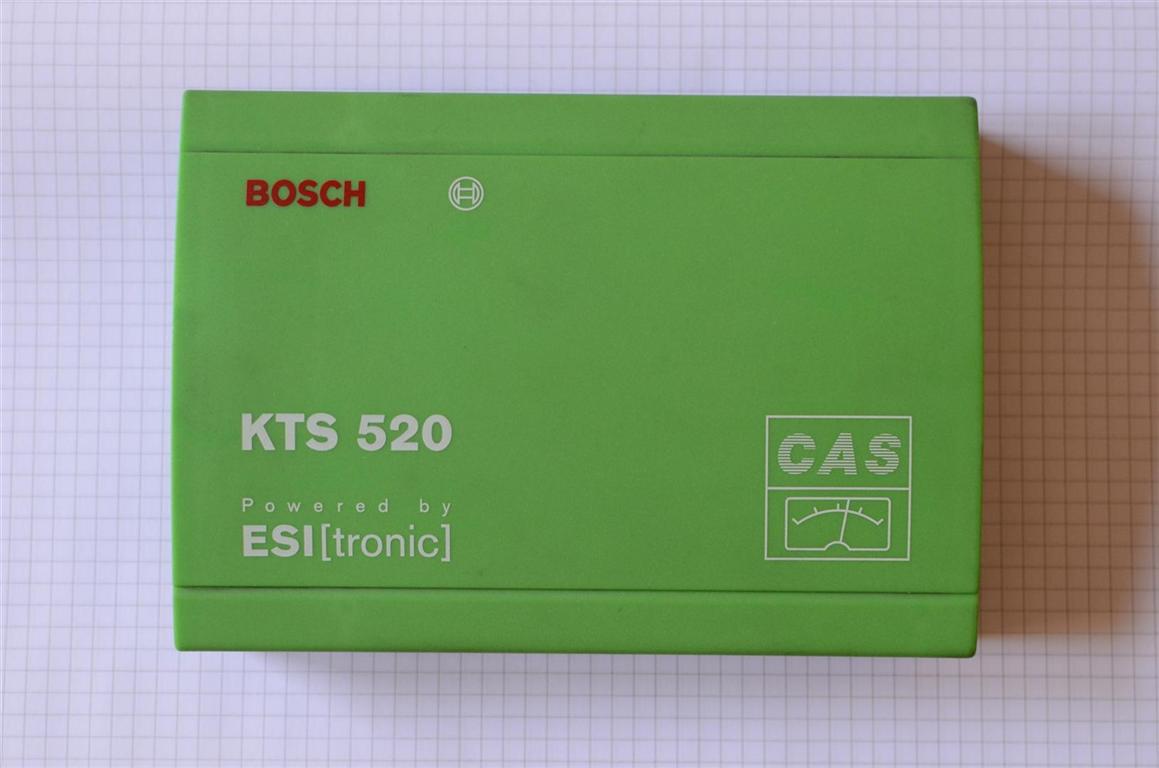 BOSCH
KTS 520
Powered by
ESI[tronic]
CAS